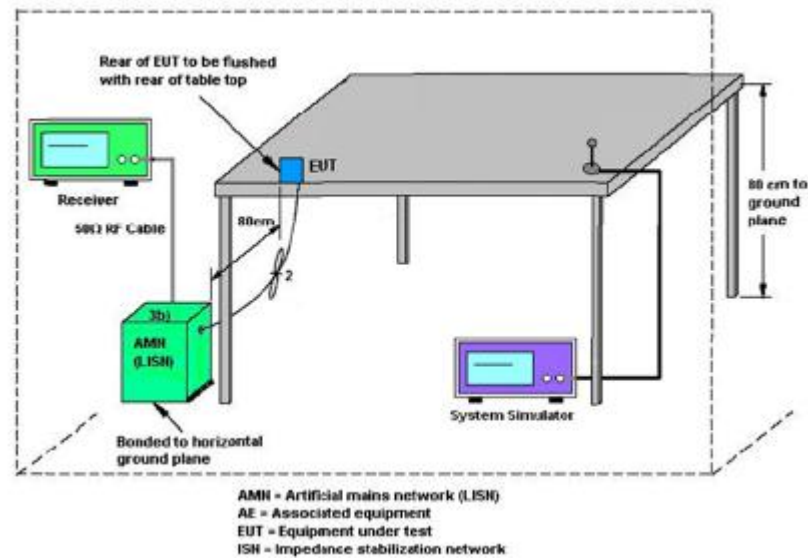 Rear of EUT to be flushed
with rear of table top
EUT
Receiver
50Ω RF Cable
80cm
80 cm to
ground
plane
2
3b)
AMN
(LISN)
System Simulator
Bonded to horizontal
ground plane
AMN = Artificial mains network (LISN)
AE = Associated equipment
EUT = Equipment under test
ISN = Impedance stabilization network